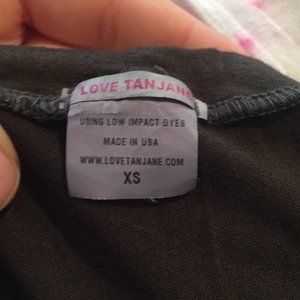 LOVE TANJANE
USING LOW IMPACT DYES
MADE IN USA
WWW.LOVETANJANE.COM
XS